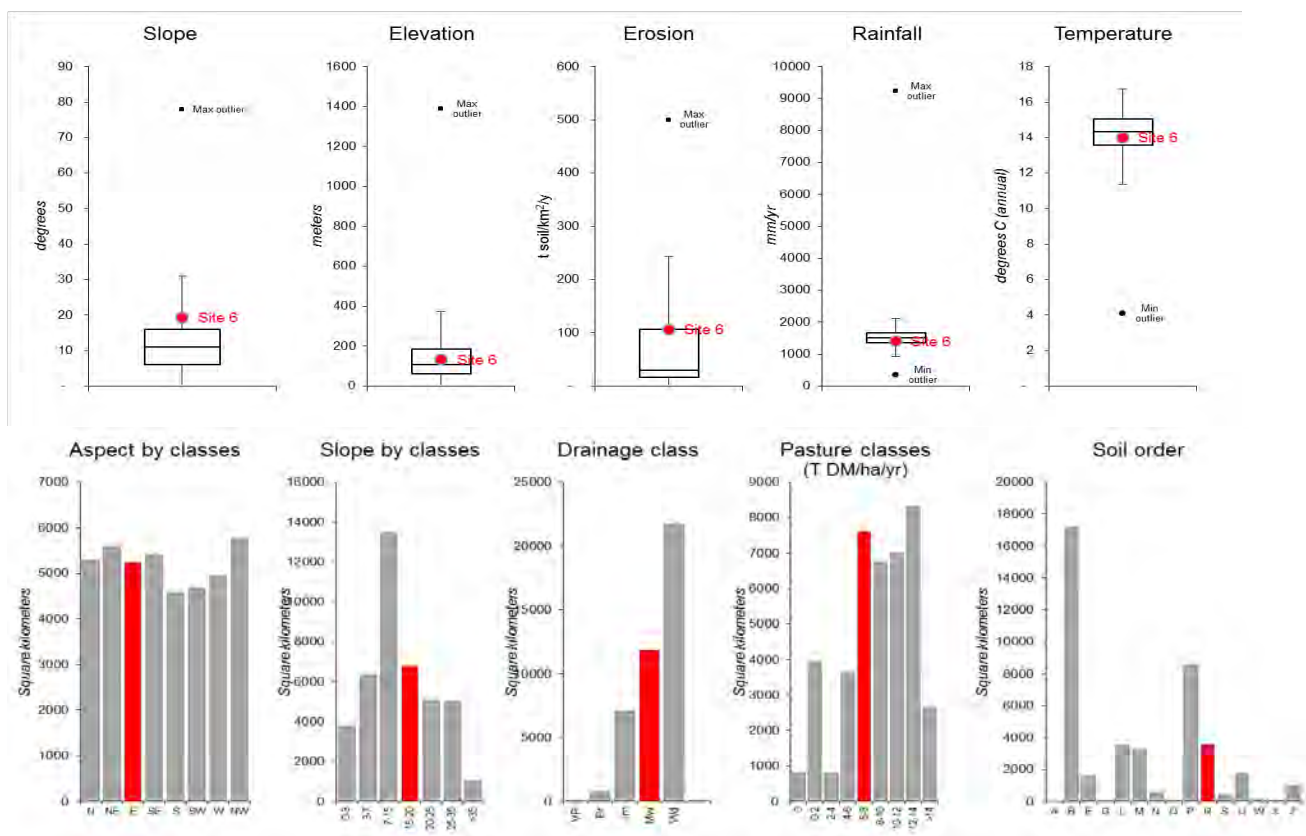 Slope
Elevation
Erosion
Rainfall
Temperature
90
80
70
60
50
40
30
20
10
-
degrees
Max outlier
Site 6
1600
1400
1200
1000
800
600
400
200
0
meters
Max
outlier
Site 6
600
500
400
300
200
100
-
t soil/km²/y
Max
outlier
Site 6
10000
9000
8000
7000
6000
5000
4000
3000
2000
1000
0
mm/yr
Max
outlier
Site 6
Min
outlier
18
16
14
12
10
8
6
4
2
-
degrees C (annual)
Site 6
Min
outlier
Aspect by classes
Slope by classes
Drainage class
Pasture classes
(T DM/ha/yr)
Soil order
7000
6000
5000
4000
3000
2000
1000
0
Square kilometers
NE
E
S
SW
W
NW
16000
14000
12000
10000
8000
6000
4000
2000
0
Square kilometers
0-3
3-7
7-15
15-20
20-25
25-35
>35
25000
20000
15000
10000
5000
0
Square kilometers
Mw
9000
8000
7000
6000
5000
4000
3000
2000
1000
0
Square kilometers
0
0-2
2-4
4-6
6-8
8-10
10-12
12-14
>14
20000
18000
16000
14000
12000
10000
8000
6000
4000
2000
0
Square kilometers